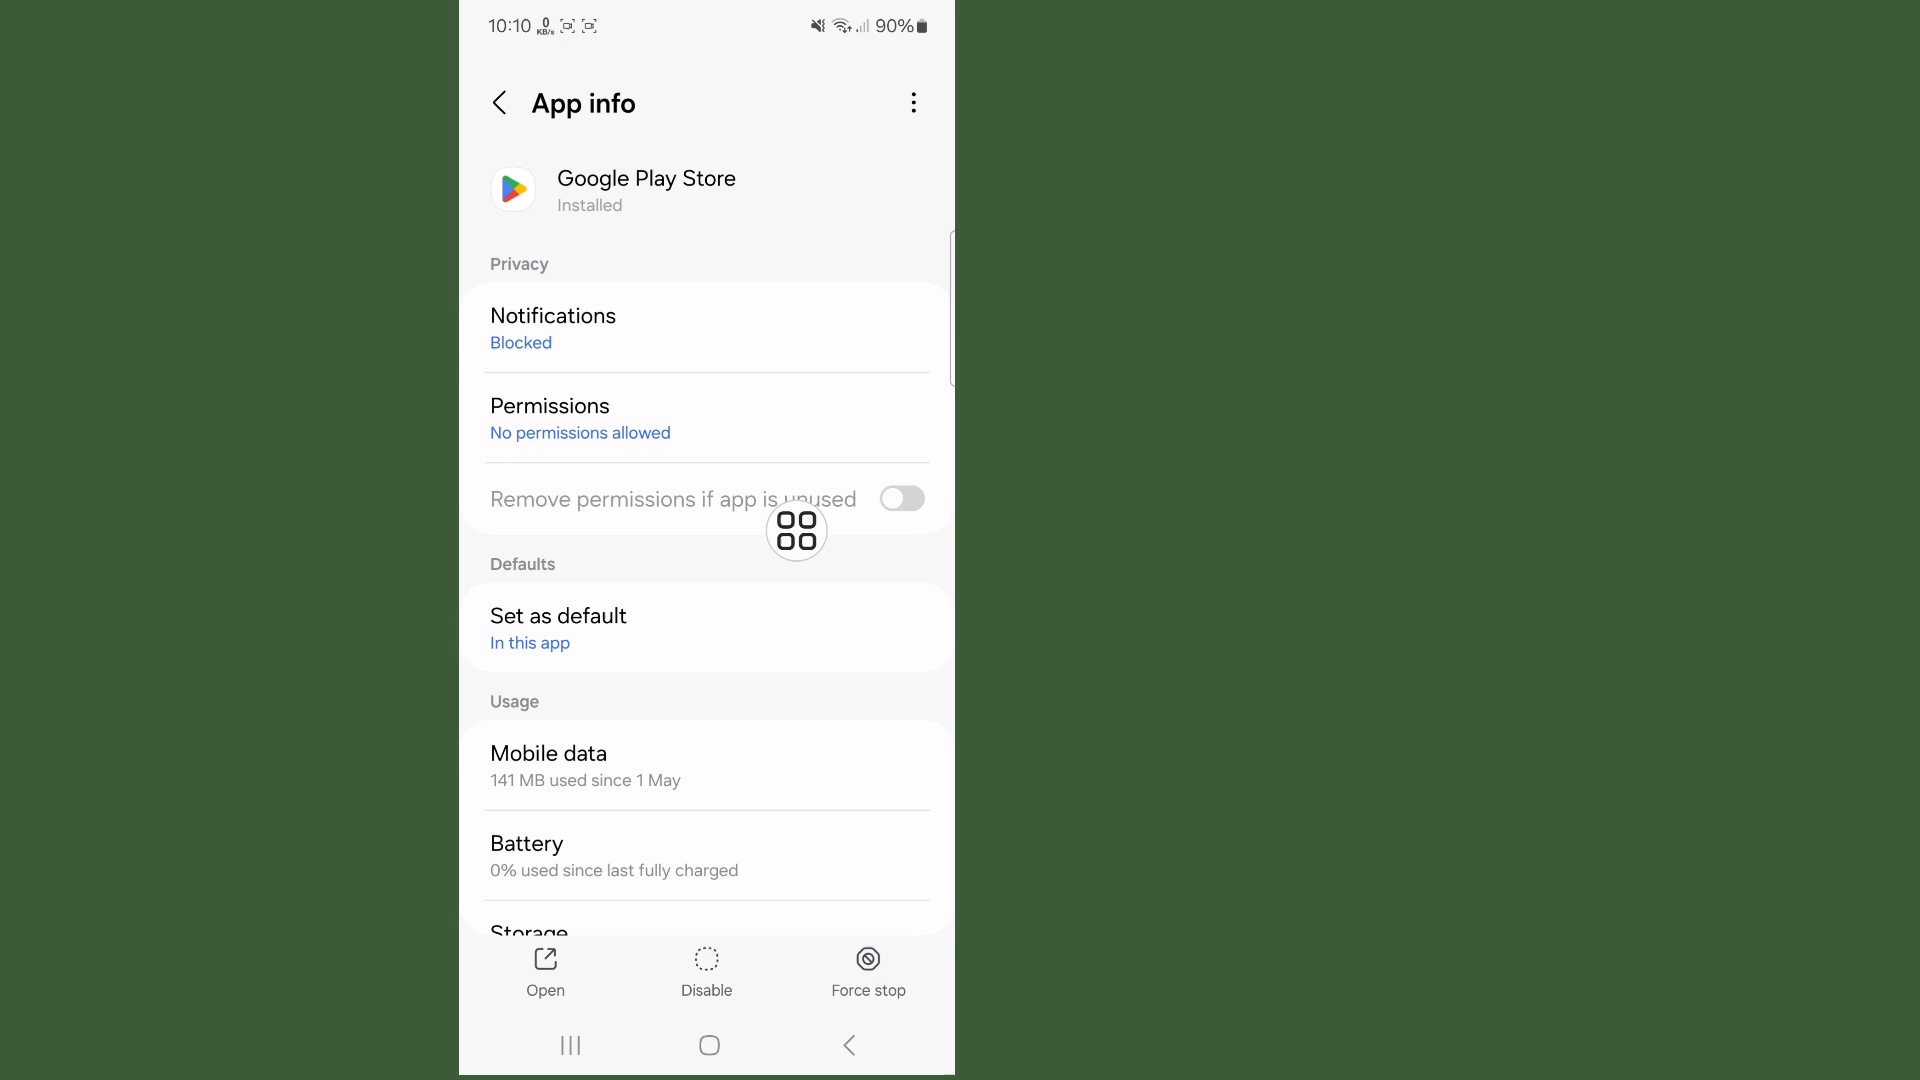 10:10 0 KB/s 90%
App info
Google Play Store
Installed
Privacy
Notifications
Blocked
Permissions
No permissions allowed
Remove permissions if app is unused
Defaults
Set as default
In this app
Usage
Mobile data
141 MB used since 1 May
Battery
0% used since last fully charged
Storage
Open Disable Force stop